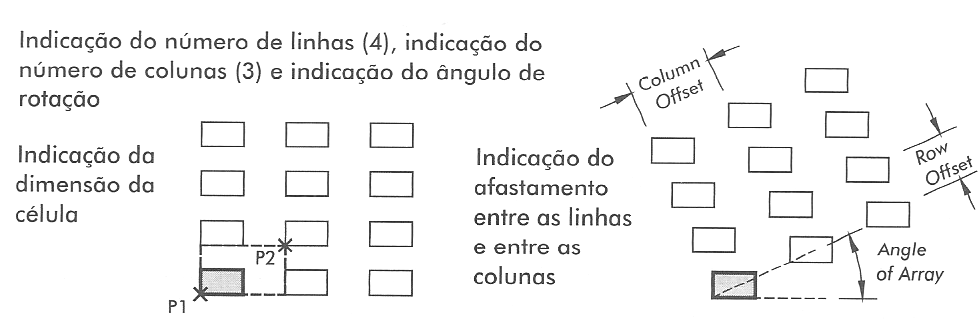 Indicação do número de linhas (4), indicação do
número de colunas (3) e indicação do ângulo de
rotação
Indicação da
dimensão da
célula
P2
P1
Indicação do
afastamento
entre as linhas
e entre as
colunas
Column
Offset
Row
Offset
Angle
of Array